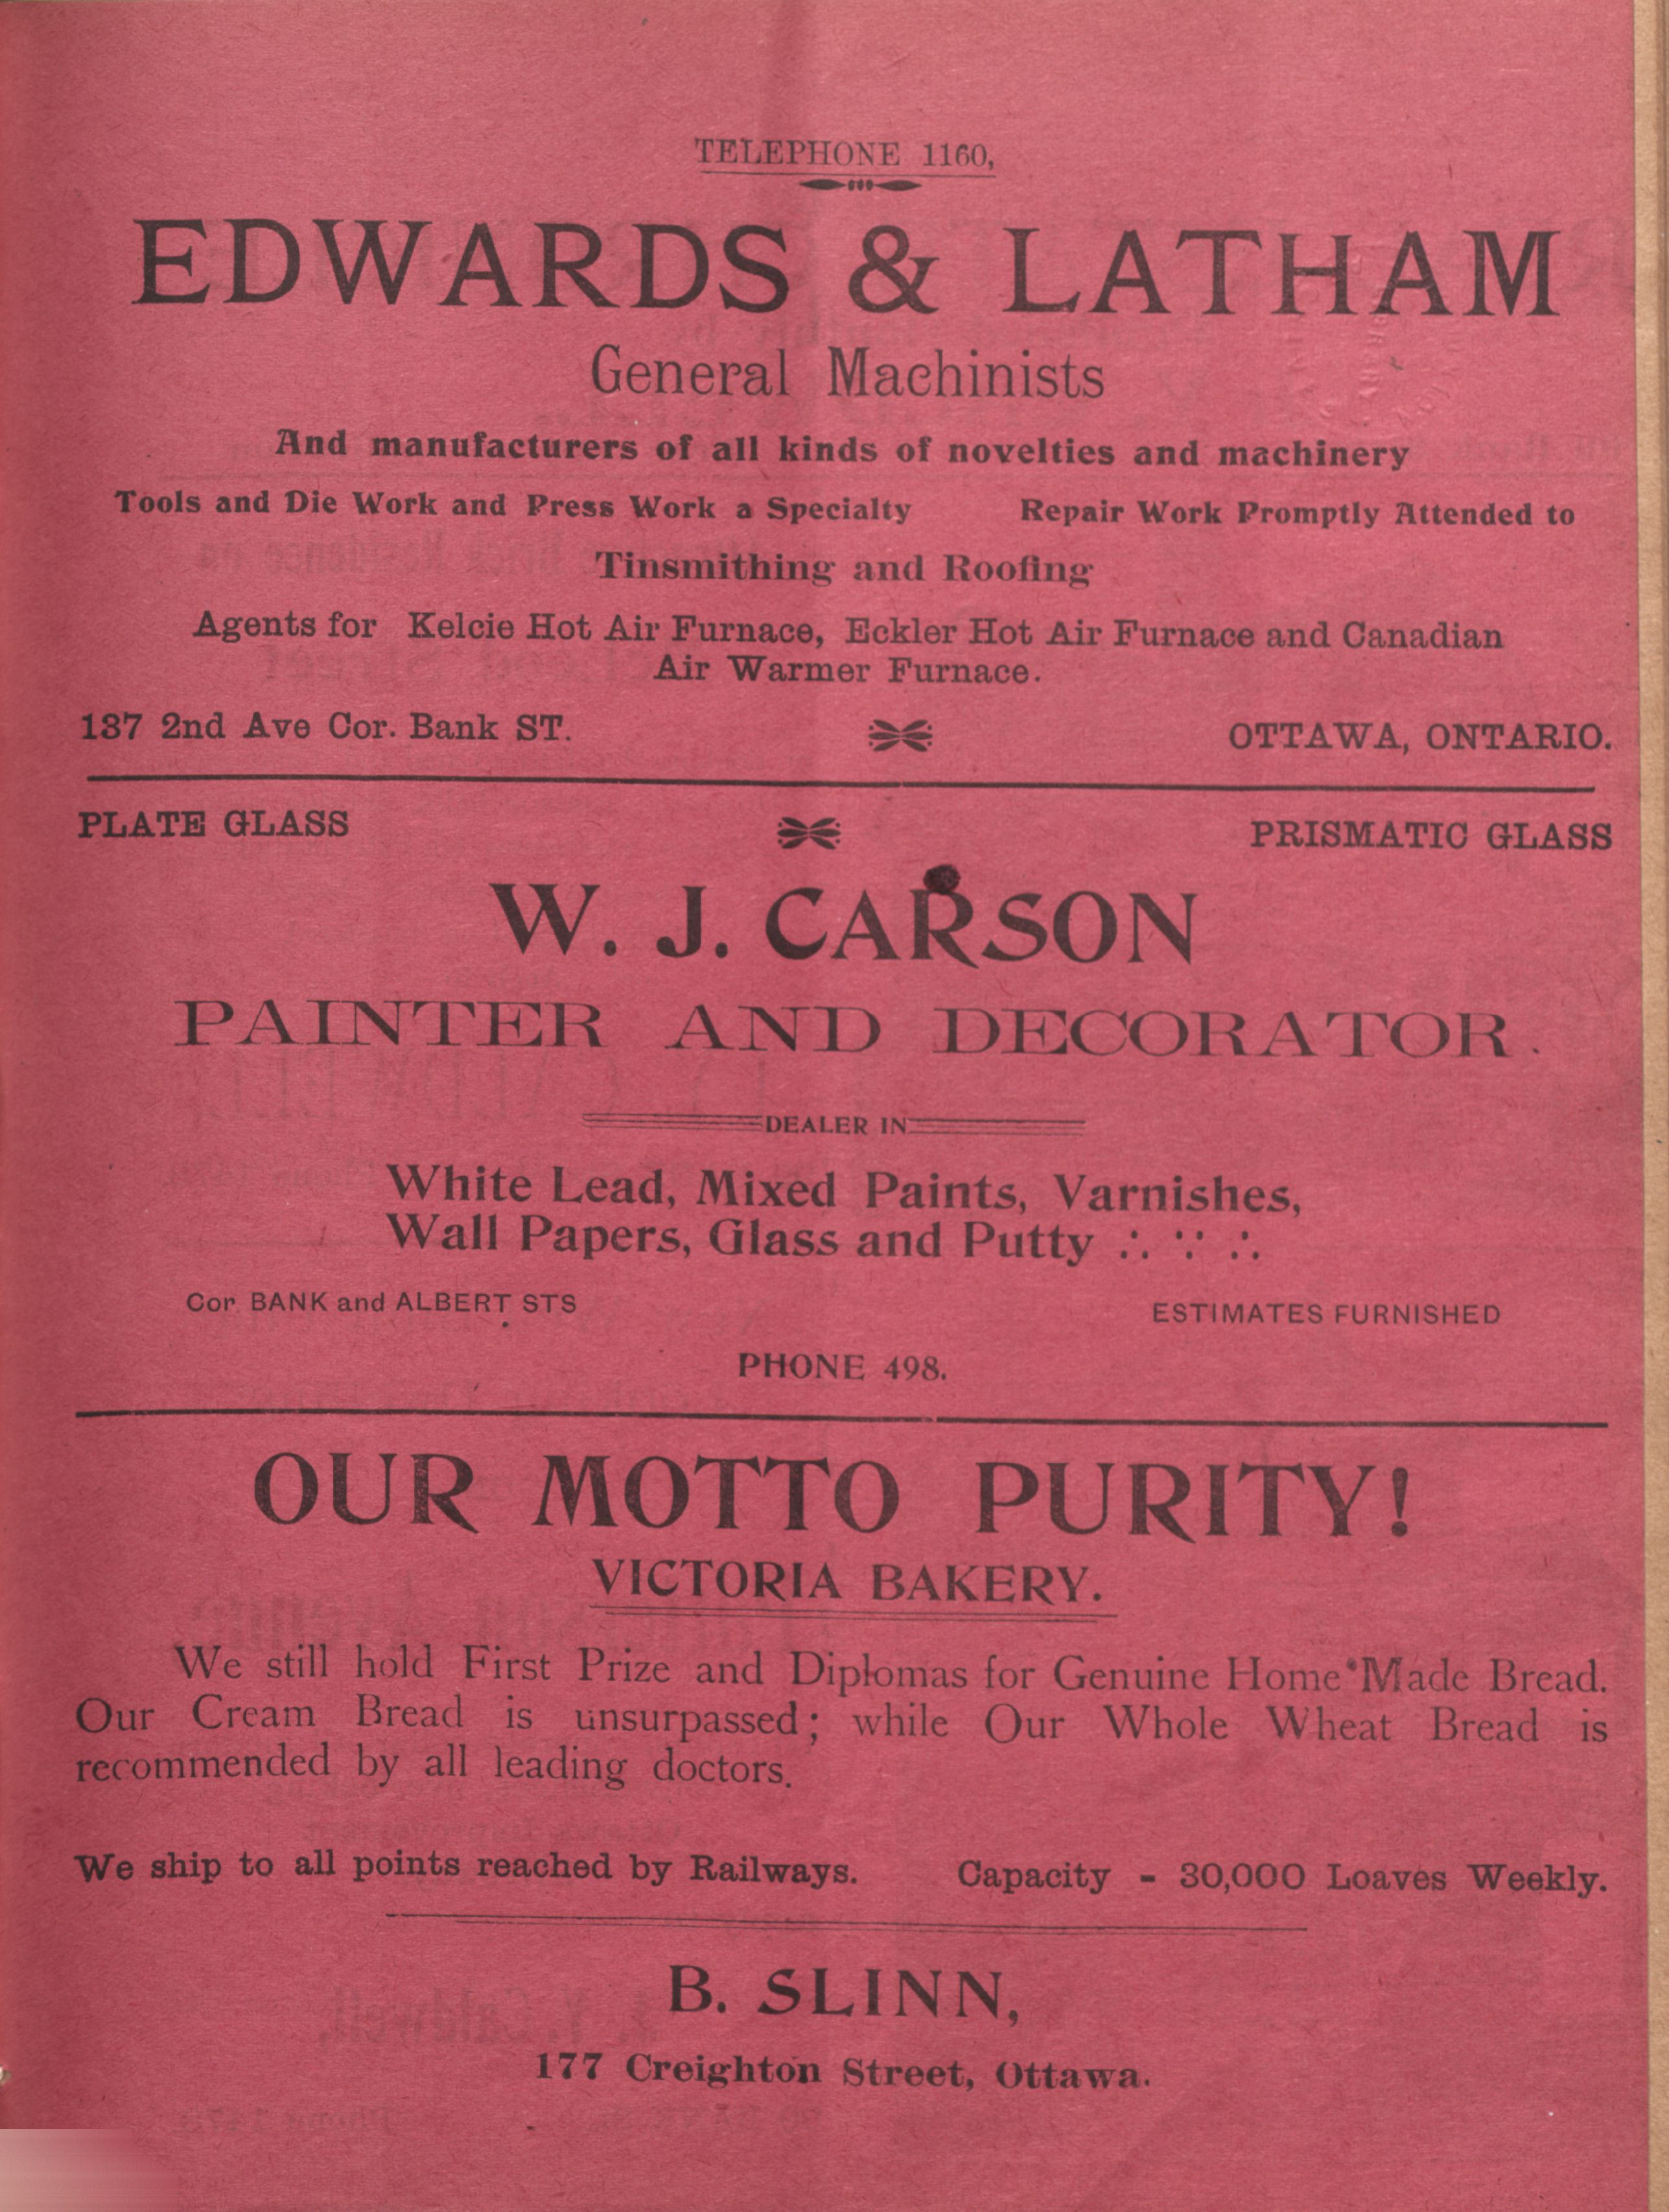 TELEPHONE 1160,
EDWARDS & LATHAM
General Machinists
And manufacturers of all kinds of novelties and machinery
Tools and Die Work and Press Work a Specialty Repair Work Promptly Attended to
Tinsmithing and Roofing
Agents for Kelcie Hot Air Furnace, Eckler Hot Air Furnace and Canadian
Air Warmer Furnace.
137 2nd Ave Cor. Bank ST. OTTAWA, ONTARIO.
PLATE GLASS PRISMATIC GLASS
W. J. CARSON
PAINTER AND DECORATOR.
DEALER IN
White Lead, Mixed Paints, Varnishes,
Wall Papers, Glass and Putty ∴ ∵ ∴
Cor. BANK and ALBERT STS ESTIMATES FURNISHED
PHONE 498.
OUR MOTTO PURITY!
VICTORIA BAKERY.
We still hold First Prize and Diplomas for Genuine Home Made Bread.
Our Cream Bread is unsurpassed; while Our Whole Wheat Bread is
recommended by all leading doctors.
We ship to all points reached by Railways. Capacity - 30,000 Loaves Weekly.
B. SLINN,
177 Creighton Street, Ottawa.